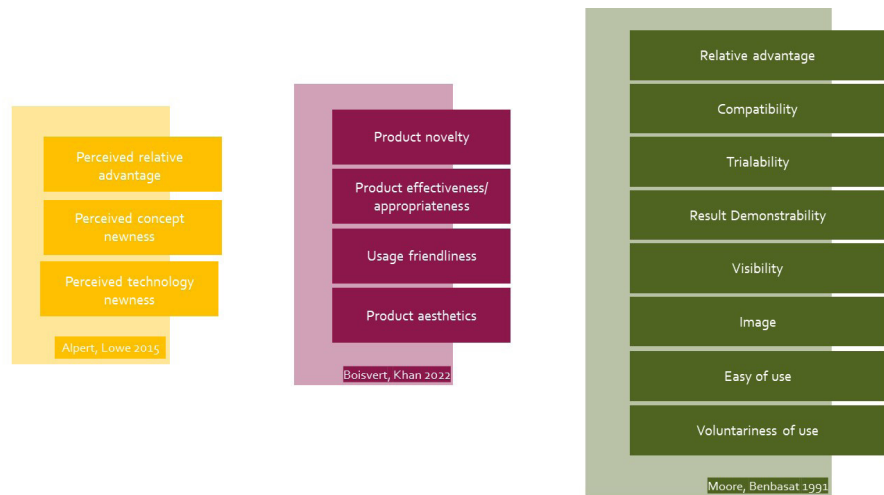 Perceived relative
advantage
Perceived concept
newness
Perceived technology
newness
Alpert, Lowe 2015
Product novelty
Product effectiveness/
appropriateness
Usage friendliness
Product aesthetics
Boisvert, Khan 2022
Relative advantage
Compatibility
Trialability
Result Demonstrability
Visibility
Image
Easy of use
Voluntariness of use
Moore, Benbasat 1991